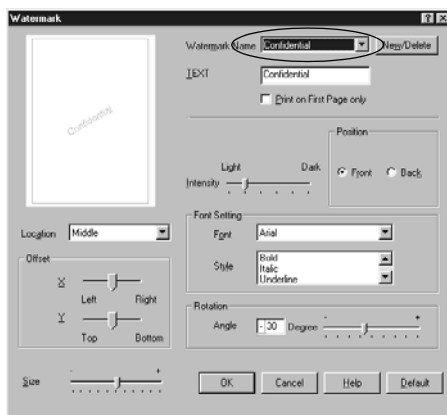 Watermark
Watermark Name Confidential New/Delete
TEXT Confidential
Print on First Page only
Confidential
Position
Front Back
Light Dark
Intensity
Location Middle
Font Setting
Font Arial
Style Bold
Italic
Underline
Offset
X
Left Right
Y
Top Bottom
Rotation
Angle -30 Degree - +
Size - +
OK Cancel Help Default